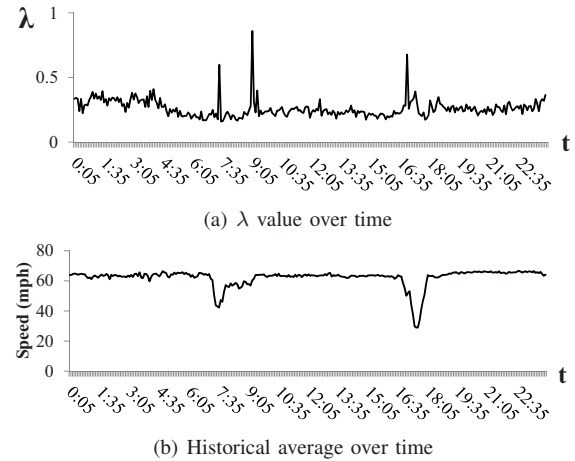 λ
1
0.5
0
0:05 1:35 3:05 4:35 6:05 7:35 9:05 10:35 12:05 13:35 15:05 16:35 18:05 19:35 21:05 22:35
t
(a) λ value over time
Speed (mph)
80
60
40
20
0
0:05 1:35 3:05 4:35 6:05 7:35 9:05 10:35 12:05 13:35 15:05 16:35 18:05 19:35 21:05 22:35
t
(b) Historical average over time